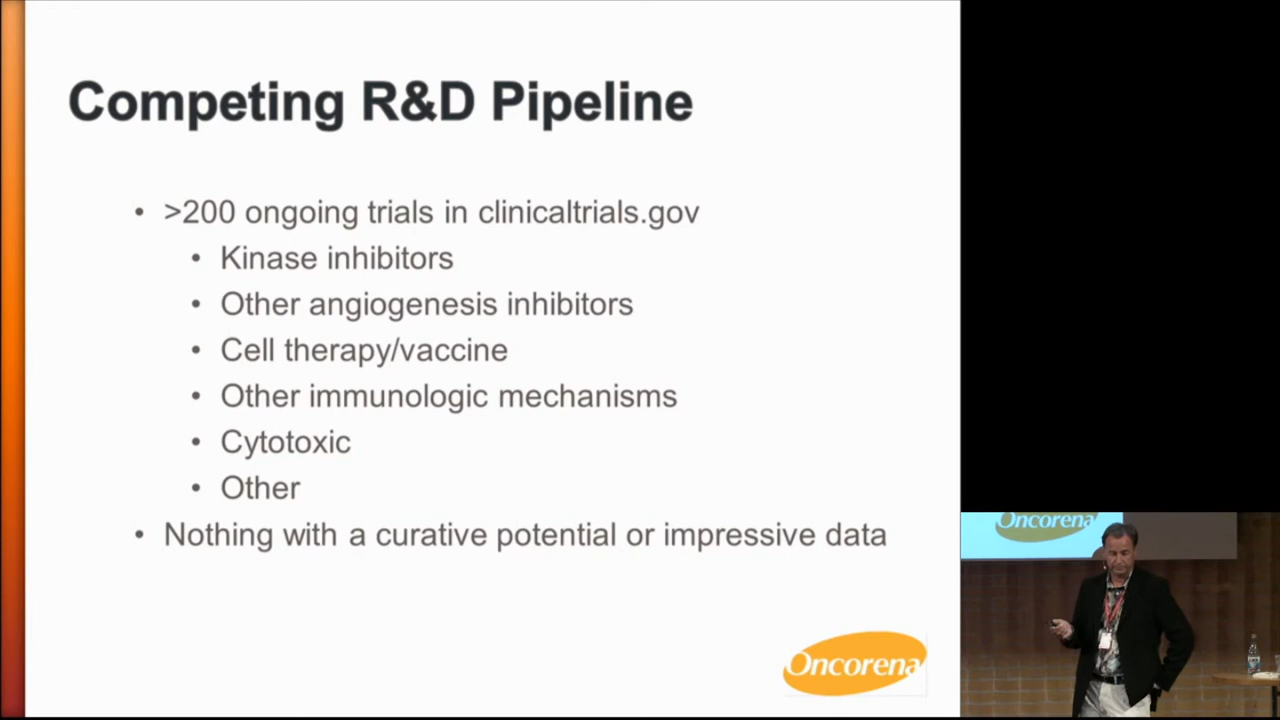 Competing R&D Pipeline
• >200 ongoing trials in clinicaltrials.gov
• Kinase inhibitors
• Other angiogenesis inhibitors
• Cell therapy/vaccine
• Other immunologic mechanisms
• Cytotoxic
• Other
• Nothing with a curative potential or impressive data
Oncorena
Oncorena